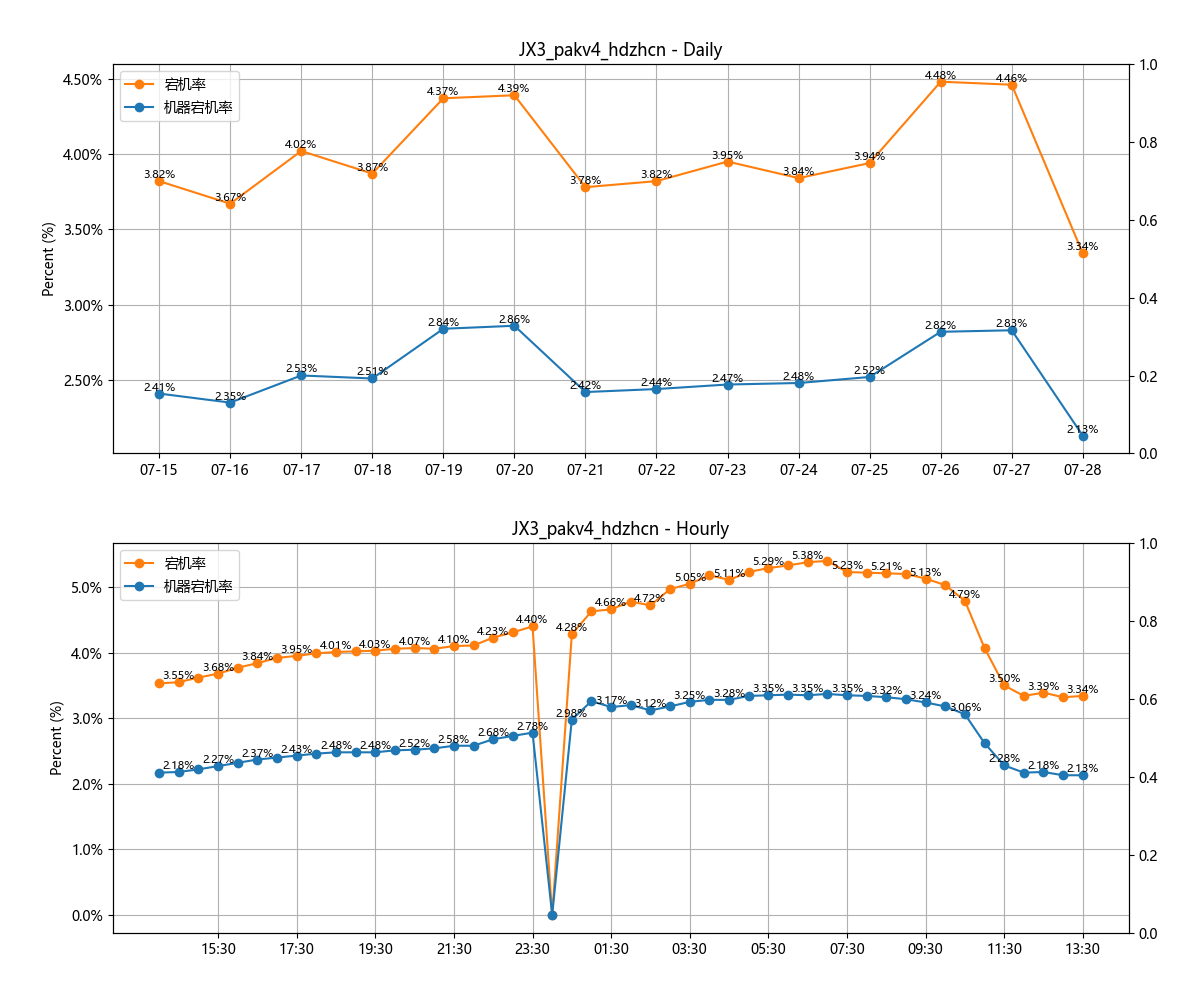 JX3_pakv4_hdzhcn - Daily
宕机率
机器宕机率
Percent (%)
4.50%
4.00%
3.50%
3.00%
2.50%
1.0
0.8
0.6
0.4
0.2
0.0
3.82% 3.67% 4.02% 3.87% 4.37% 4.39% 3.78% 3.82% 3.95% 3.84% 3.94% 4.48% 4.46% 3.34%
2.41% 2.35% 2.53% 2.51% 2.84% 2.86% 2.42% 2.44% 2.47% 2.48% 2.52% 2.82% 2.83% 2.13%
07-15 07-16 07-17 07-18 07-19 07-20 07-21 07-22 07-23 07-24 07-25 07-26 07-27 07-28
JX3_pakv4_hdzhcn - Hourly
宕机率
机器宕机率
Percent (%)
5.0%
4.0%
3.0%
2.0%
1.0%
0.0%
1.0
0.8
0.6
0.4
0.2
0.0
3.55% 3.68% 3.84% 3.95% 4.01% 4.03% 4.07% 4.10% 4.23% 4.40% 4.28% 4.66% 4.72% 5.05% 5.11% 5.29% 5.38% 5.23% 5.21% 5.13% 4.79% 3.50% 3.39% 3.34%
2.18% 2.27% 2.37% 2.43% 2.48% 2.48% 2.52% 2.58% 2.68% 2.78% 2.98% 3.17% 3.12% 3.25% 3.28% 3.35% 3.35% 3.35% 3.32% 3.24% 3.06% 2.28% 2.18% 2.13%
15:30 17:30 19:30 21:30 23:30 01:30 03:30 05:30 07:30 09:30 11:30 13:30